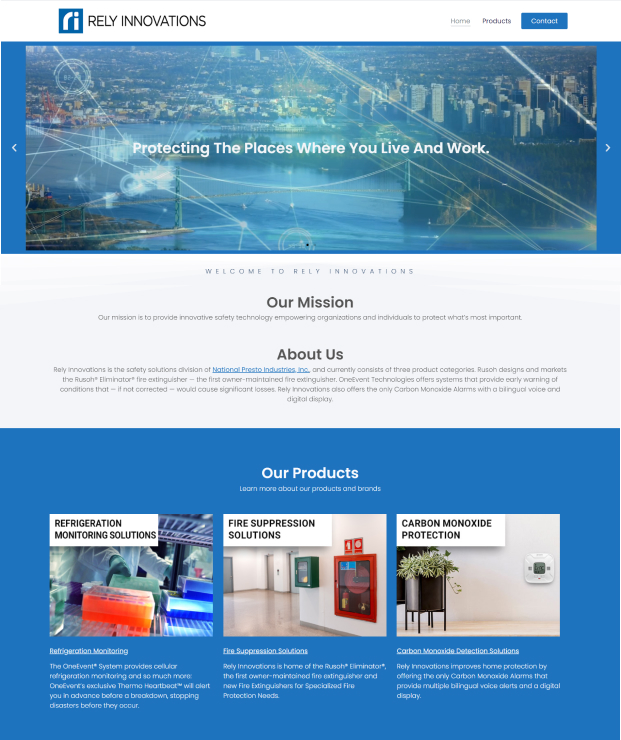 ri RELY INNOVATIONS
Home Products Contact
Protecting The Places Where You Live And Work.
WELCOME TO RELY INNOVATIONS
Our Mission
Our mission is to provide innovative safety technology empowering organizations and individuals to protect what's most important.
About Us
Rely Innovations is the safety solutions division of National Presto Industries, Inc., and currently consists of three product categories. Rusoh designs and markets
the Rusoh® Eliminator® fire extinguisher — the first owner-maintained fire extinguisher. OneEvent Technologies offers systems that provide early warning of
conditions that — if not corrected — would cause significant losses. Rely Innovations also offers the only Carbon Monoxide Alarms with a bilingual voice and
digital display.
Our Products
Learn more about our products and brands
REFRIGERATION
MONITORING SOLUTIONS
FIRE SUPPRESSION
SOLUTIONS
CARBON MONOXIDE
PROTECTION
Refrigeration Monitoring
The OneEvent® System provides cellular
refrigeration monitoring and so much more:
OneEvent's exclusive Thermo Heartbeat™ will alert
you in advance before a breakdown, stopping
disasters before they occur.
Fire Suppression Solutions
Rely Innovations is home of the Rusoh® Eliminator®,
the first owner-maintained fire extinguisher and
new Fire Extinguishers for Specialized Fire
Protection Needs.
Carbon Monoxide Detection Solutions
Rely Innovations improves home protection by
offering the only Carbon Monoxide Alarms that
provide multiple bilingual voice alerts and a digital
display.